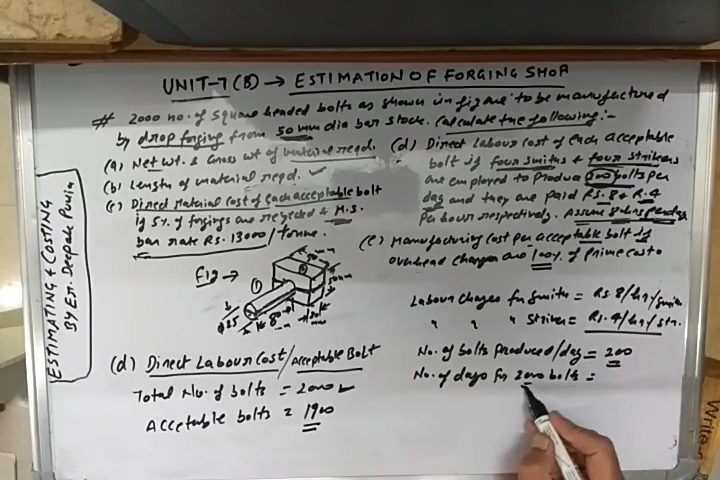 UNIT-7(B) → ESTIMATION OF FORGING SHOP
# 2000 no. of square headed bolts as shown in figure to be manufactured
by drop forging from 50 mm dia bar stock. Calculate the following:-
(a) Net wt. & Gross wt of material reqd.
(b) Length of material reqd.
(c) Direct Material cost of each acceptable bolt
if 5% of forgings are rejected & M.S.
bar rate Rs. 13000/tonne.
(d) Direct Labour cost of each acceptable
bolt if four smiths & four strikers
are employed to produce 200 bolts per
day and they are paid Rs. 8 & R. 4
per hour respectively. Assume 8 hrs per day
(e) Manufacturing cost per acceptable bolt if
overhead charges are 100% of prime cost.
Fig →
(d) Direct Labour Cost/Acceptable Bolt
Total No. of bolts = 2000
Acceptable bolts = 1900
Labour charges for smiths = Rs. 8/hr/smith
" " " striker = Rs. 4/hr/str.
No. of bolts produced/day = 200
No. of days for 2000 bolts =
ESTIMATING & COSTING
BY Er. Deepak Punia